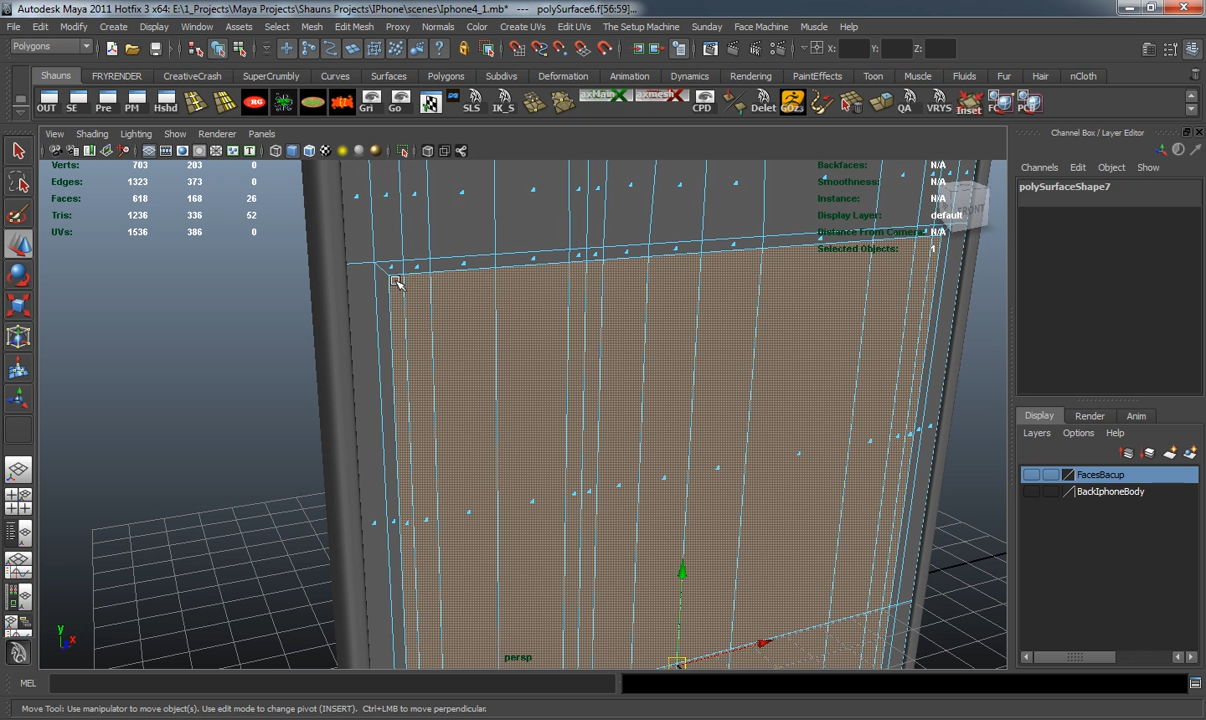 Autodesk Maya 2011 Hotfix 3 x64: E:\1_Projects\Maya Projects\Shauns Projects\IPhone\scenes\Iphone4_1.mb* --- polySurface6.f[56:59]...
File Edit Modify Create Display Window Assets Select Mesh Edit Mesh Proxy Normals Color Create UVs Edit UVs The Setup Machine Sunday Face Machine Muscle Help
Polygons X: Y: Z:
Shauns FRYRENDER CreativeCrash SuperCrumbly Curves Surfaces Polygons Subdivs Deformation Animation Dynamics Rendering PaintEffects Toon Muscle Fluids Fur Hair nCloth
OUT SE Pre PM Hshd Gri Go SLS IK_S axHain axmesh CPD Delet GOz3 QA VRYS Inset
View Shading Lighting Show Renderer Panels
Channel Box / Layer Editor
Channels Edit Object Show
polySurfaceShape7
Verts: 703 203 0
Edges: 1323 373 0
Faces: 618 168 26
Tris: 1236 336 52
UVs: 1536 386 0
Backfaces: N/A
Smoothness: N/A
Instance: N/A
Display Layer: default
Distance From Camera: N/A
Selected Objects: 1
FRONT
Display Render Anim
Layers Options Help
FacesBacup
BackIphoneBody
y
x
persp
MEL
Move Tool: Use manipulator to move object(s). Use edit mode to change pivot (INSERT). Ctrl+LMB to move perpendicular.